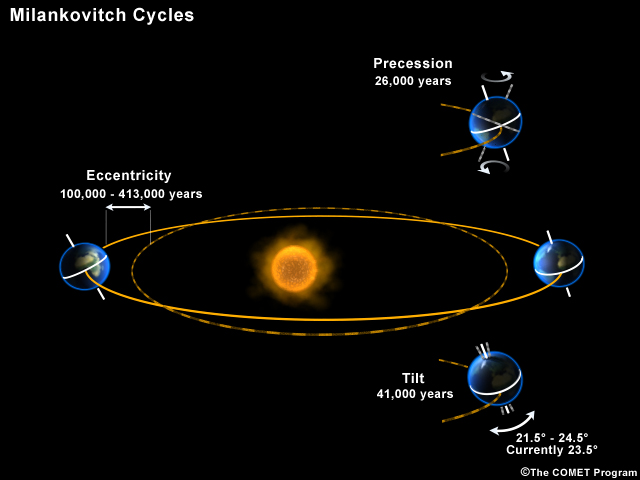 Milankovitch Cycles
Precession
26,000 years
Eccentricity
100,000 - 413,000 years
Tilt
41,000 years
21.5° - 24.5°
Currently 23.5°
©The COMET Program